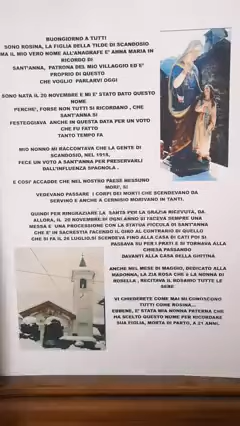 BUONGIORNO A TUTTI
SONO ROSINA, LA FIGLIA DELLA TILDE DI SCANDOSIO
MA IL MIO VERO NOME ALL'ANAGRAFE E' ANNA MARIA IN
RICORDO DI
SANT'ANNA, PATRONA DEL MIO VILLAGGIO ED E'
PROPRIO DI QUESTO
CHE VOGLIO PARLARVI OGGI
SONO NATA IL 20 NOVEMBRE E MI E' STATO DATO QUESTO
NOME
PERCHE', FORSE NON TUTTI SI RICORDANO, CHE
SANT'ANNA SI
FESTEGGIAVA ANCHE IN QUESTA DATA PER UN VOTO
CHE FU FATTO
TANTO TEMPO FA
MIO NONNO MI RACCONTAVA CHE LA GENTE DI
SCANDOSIO, NEL 1918,
FECE UN VOTO A SANT'ANNA PER PRESERVARLI
DALL'INFLUENZA SPAGNOLA.
E COSI' ACCADDE CHE NEL NOSTRO PAESE NESSUNO
MORI', SI
VEDEVANO PASSARE I CORPI DEI MORTI CHE SCENDEVANO DA
SERVINO E ANCHE A CERNISIO MORIVANO IN TANTI.
QUINDI PER RINGRAZIARE LA SANTA PER LA GRAZIA RICEVUTA, DA
ALLORA, IL 20 NOVEMBRE DI OGNI ANNO SI FACEVA SEMPRE UNA
MESSA E UNA PROCESSIONE CON LA STATUA PICCOLA DI SANT'ANNA
CHE E' IN SACRESTIA FACENDO IL GIRO AL CONTRARIO DI QUELLO
CHE SI FA IL 26 LUGLIO. SI SCENDEVA FINO ALLA CASA DI CATI POI SI
PASSAVA SU PER I PRATI E SI TORNAVA ALLA
CHIESA PASSANDO
DAVANTI ALLA CASA DELLA GIOTINA
ANCHE NEL MESE DI MAGGIO, DEDICATO ALLA
MADONNA, LA ZIA ROSA CHE E LA NONNA DI
RORELLA, RECITAVA IL ROSARIO TUTTE LE
SERE
VI CHIEDERETE COME MAI MI CONOSCONO
TUTTI COME ROSINA...
EBBENE, E' STATA MIA NONNA PATERNA CHE
HA SCELTO QUESTO NOME PER RICORDARE
SUA FIGLIA, MORTA DI PARTO, A 21 ANNI.